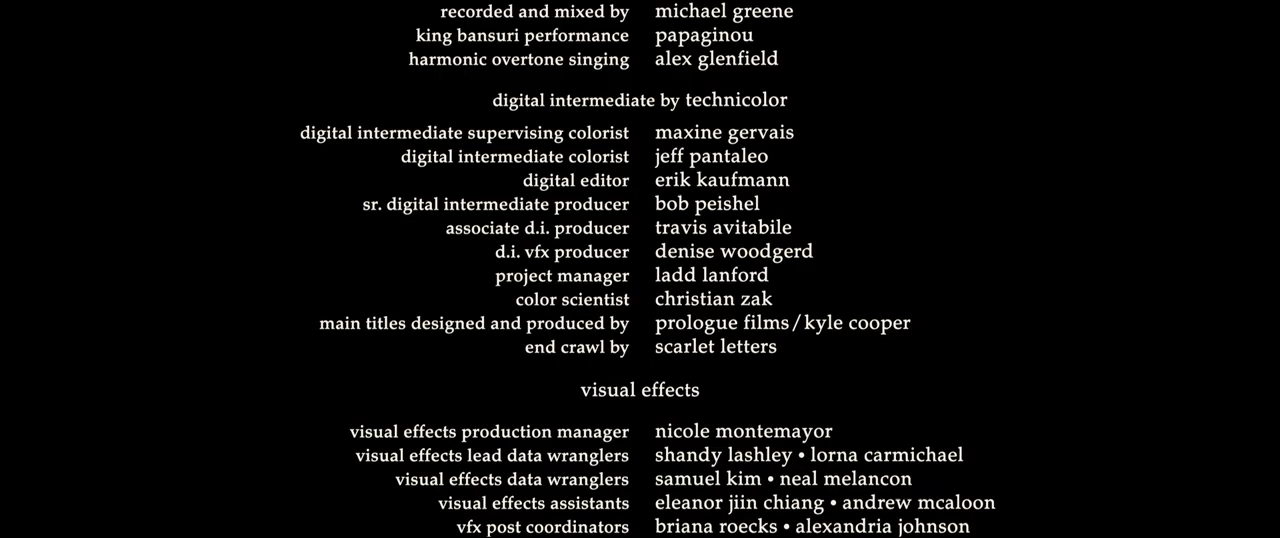 recorded and mixed by michael greene
king bansuri performance papaginou
harmonic overtone singing alex glenfield
digital intermediate by technicolor
digital intermediate supervising colorist maxine gervais
digital intermediate colorist jeff pantaleo
digital editor erik kaufmann
sr. digital intermediate producer bob peishel
associate d.i. producer travis avitabile
d.i. vfx producer denise woodgerd
project manager ladd lanford
color scientist christian zak
main titles designed and produced by prologue films/kyle cooper
end crawl by scarlet letters
visual effects
visual effects production manager nicole montemayor
visual effects lead data wranglers shandy lashley • lorna carmichael
visual effects data wranglers samuel kim • neal melancon
visual effects assistants eleanor jiin chiang • andrew mcaloon
vfx post coordinators briana roecks • alexandria johnson